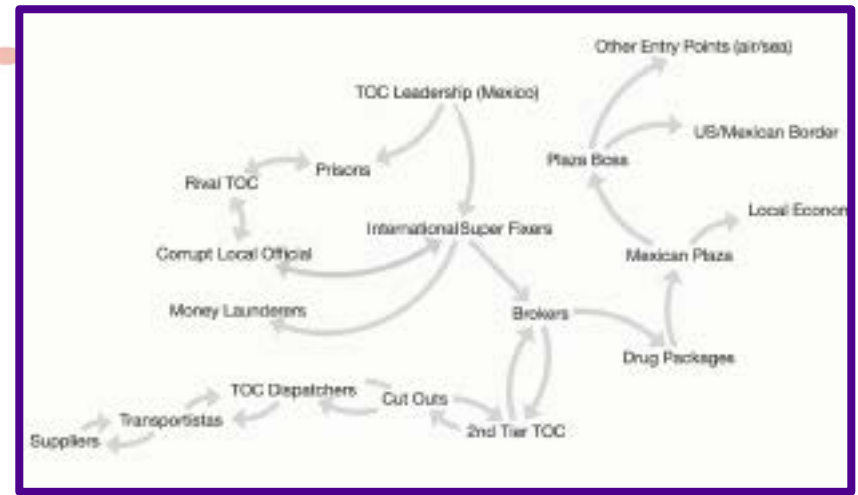 Other Entry Points (air/sea)
TOC Leadership (Mexico)
US/Mexican Border
Plaza Boss
Prisons
Rival TOC
Local Econom
International Super Fixers
Corrupt Local Official
Mexican Plaza
Money Launderers
Brokers
Drug Packages
TOC Dispatchers
Cut Outs
Transportistas
2nd Tier TOC
Suppliers